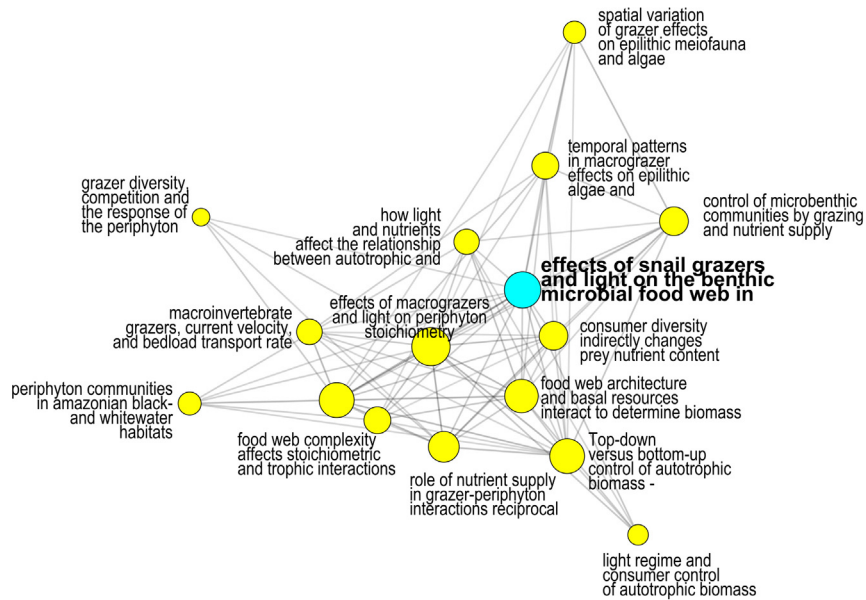 spatial variation
of grazer effects
on epilithic meiofauna
and algae
temporal patterns
in macrograzer
effects on epilithic
algae and
grazer diversity,
competition and
the response of
the periphyton
control of microbenthic
communities by grazing
and nutrient supply
how light
and nutrients
affect the relationship
between autotrophic and
effects of snail grazers
and light on the benthic
microbial food web in
effects of macrograzers
and light on periphyton
stoichiometry
macroinvertebrate
grazers, current velocity,
and bedload transport rate
consumer diversity
indirectly changes
prey nutrient content
periphyton communities
in amazonian black-
and whitewater
habitats
food web architecture
and basal resources
interact to determine biomass
food web complexity
affects stoichiometric
and trophic interactions
Top-down
versus bottom-up
control of autotrophic
biomass -
role of nutrient supply
in grazer-periphyton
interactions reciprocal
light regime and
consumer control
of autotrophic biomass